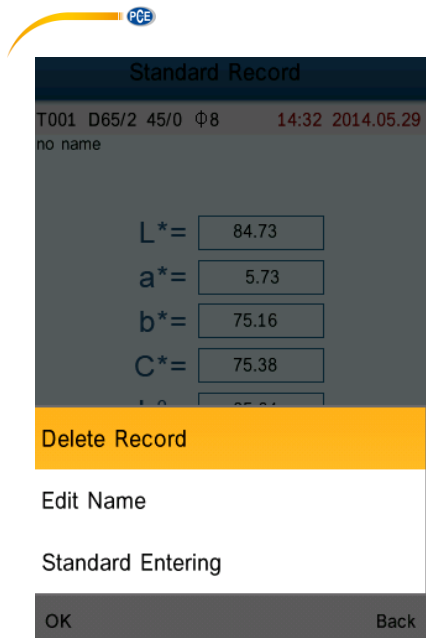 PCE
Standard Record
T001 D65/2 45/0 Φ8 14:32 2014.05.29
no name
L*= 84.73
a*= 5.73
b*= 75.16
C*= 75.38
Delete Record
Edit Name
Standard Entering
OK Back